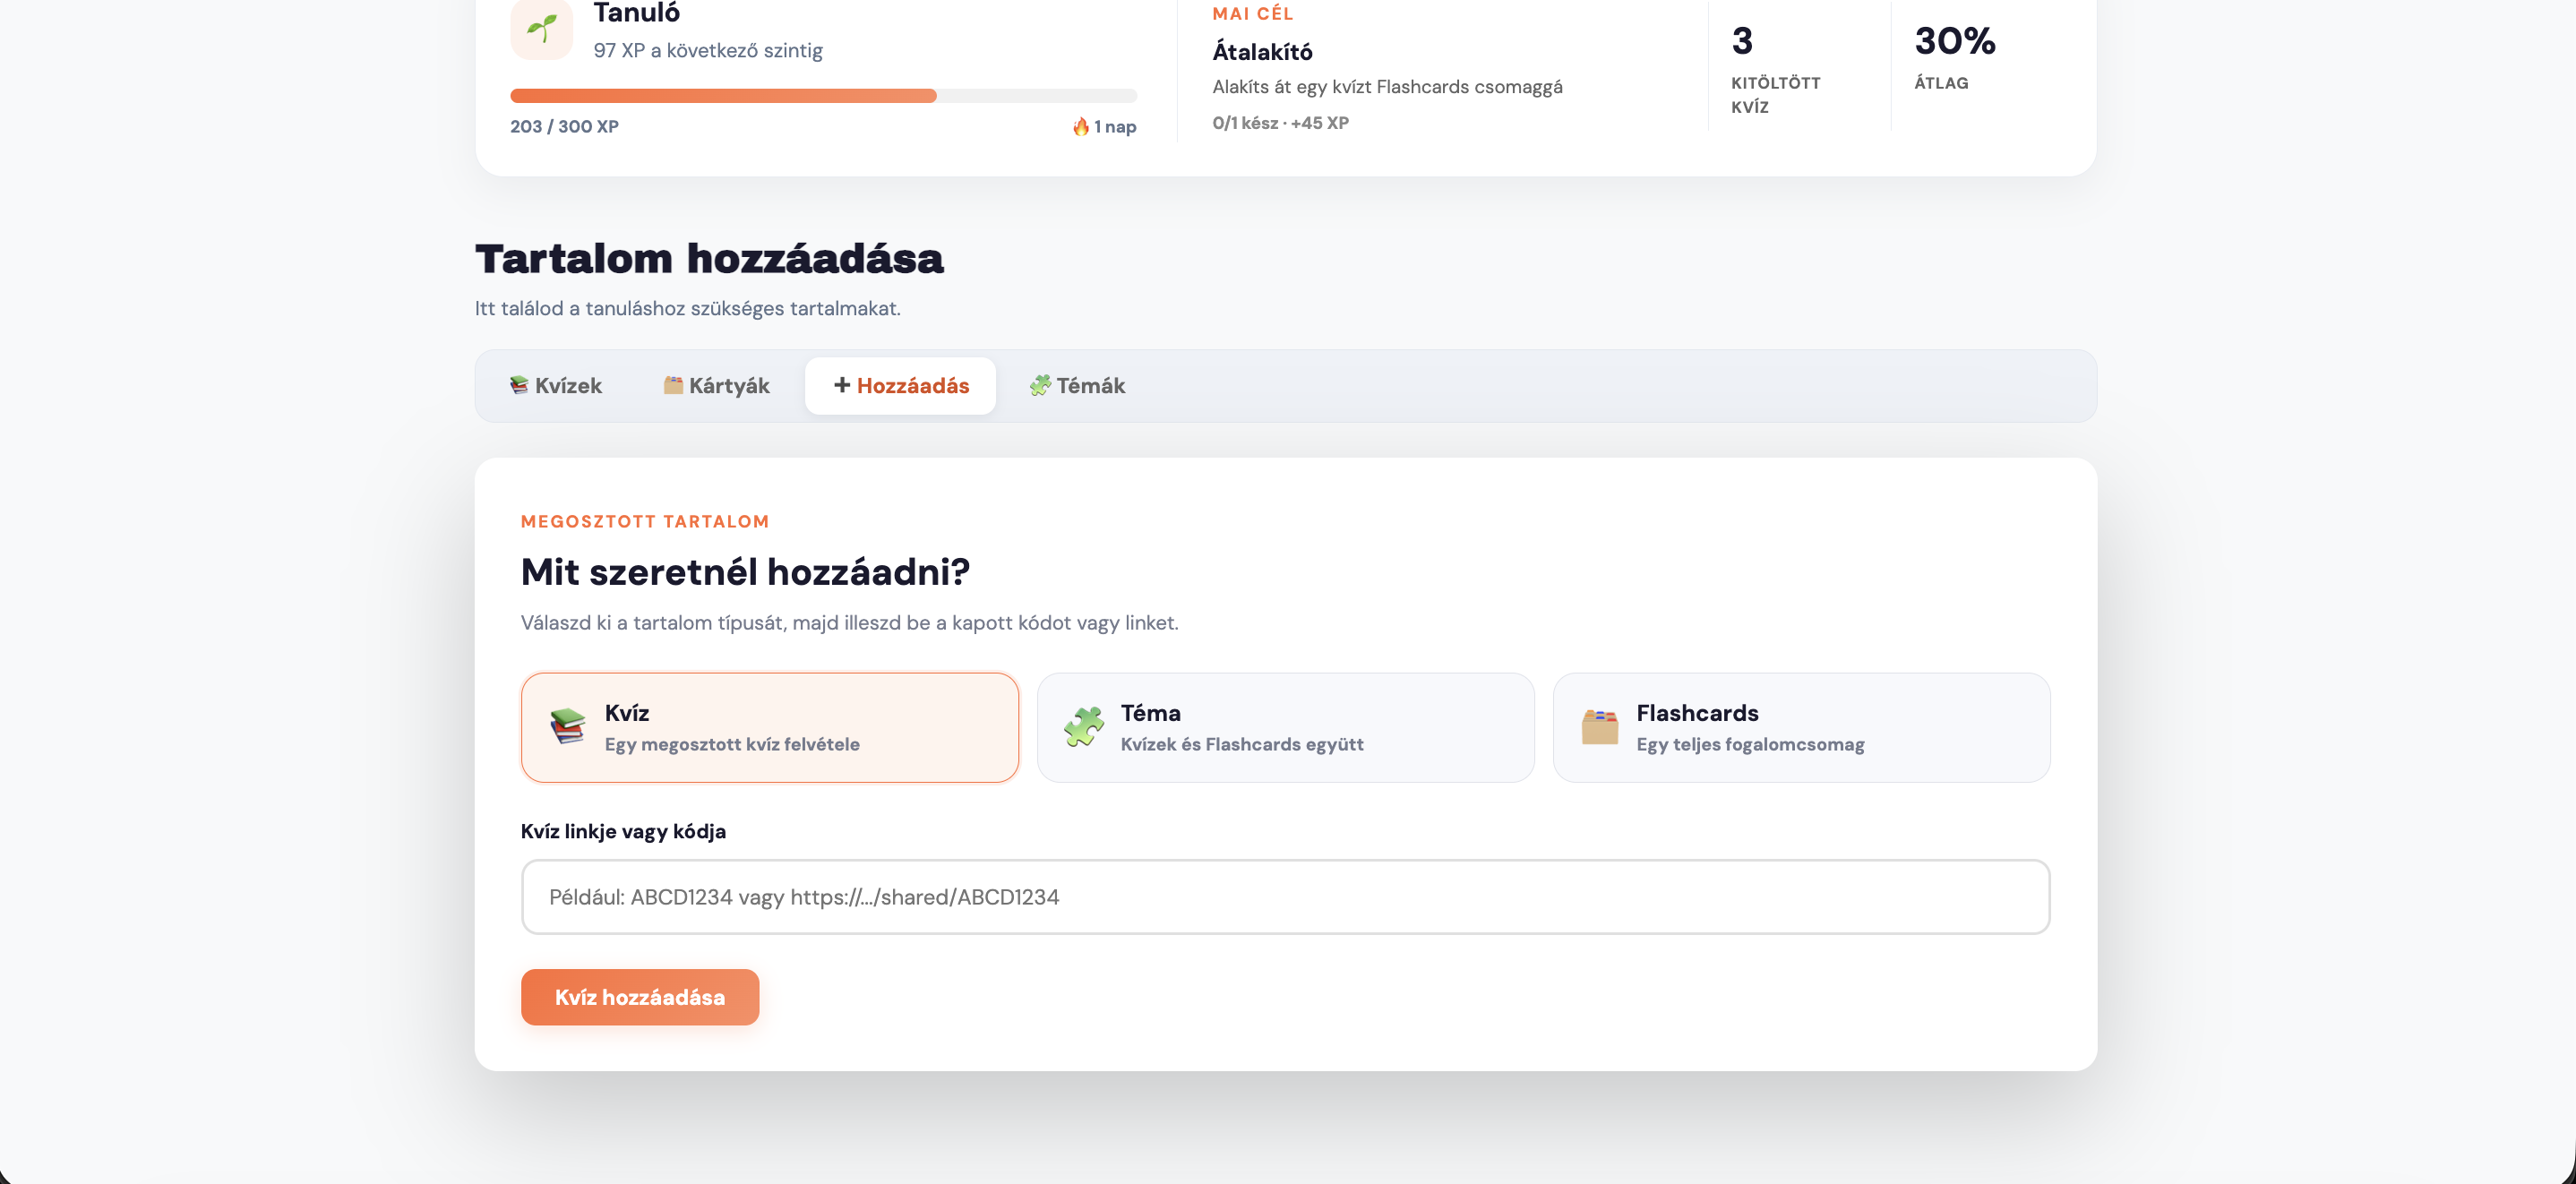 Tanuló
97 XP a következő szintig
203 / 300 XP
🔥 1 nap
MAI CÉL
Átalakító
Alakíts át egy kvízt Flashcards csomaggá
0/1 kész · +45 XP
3
KITÖLTÖTT
KVÍZ
30%
ÁTLAG
Tartalom hozzáadása
Itt találod a tanuláshoz szükséges tartalmakat.
📚 Kvízek
🗂️ Kártyák
➕ Hozzáadás
🧩 Témák
MEGOSZTOTT TARTALOM
Mit szeretnél hozzáadni?
Válaszd ki a tartalom típusát, majd illeszd be a kapott kódot vagy linket.
Kvíz
Egy megosztott kvíz felvétele
Téma
Kvízek és Flashcards együtt
Flashcards
Egy teljes fogalomcsomag
Kvíz linkje vagy kódja
Például: ABCD1234 vagy https://.../shared/ABCD1234
Kvíz hozzáadása